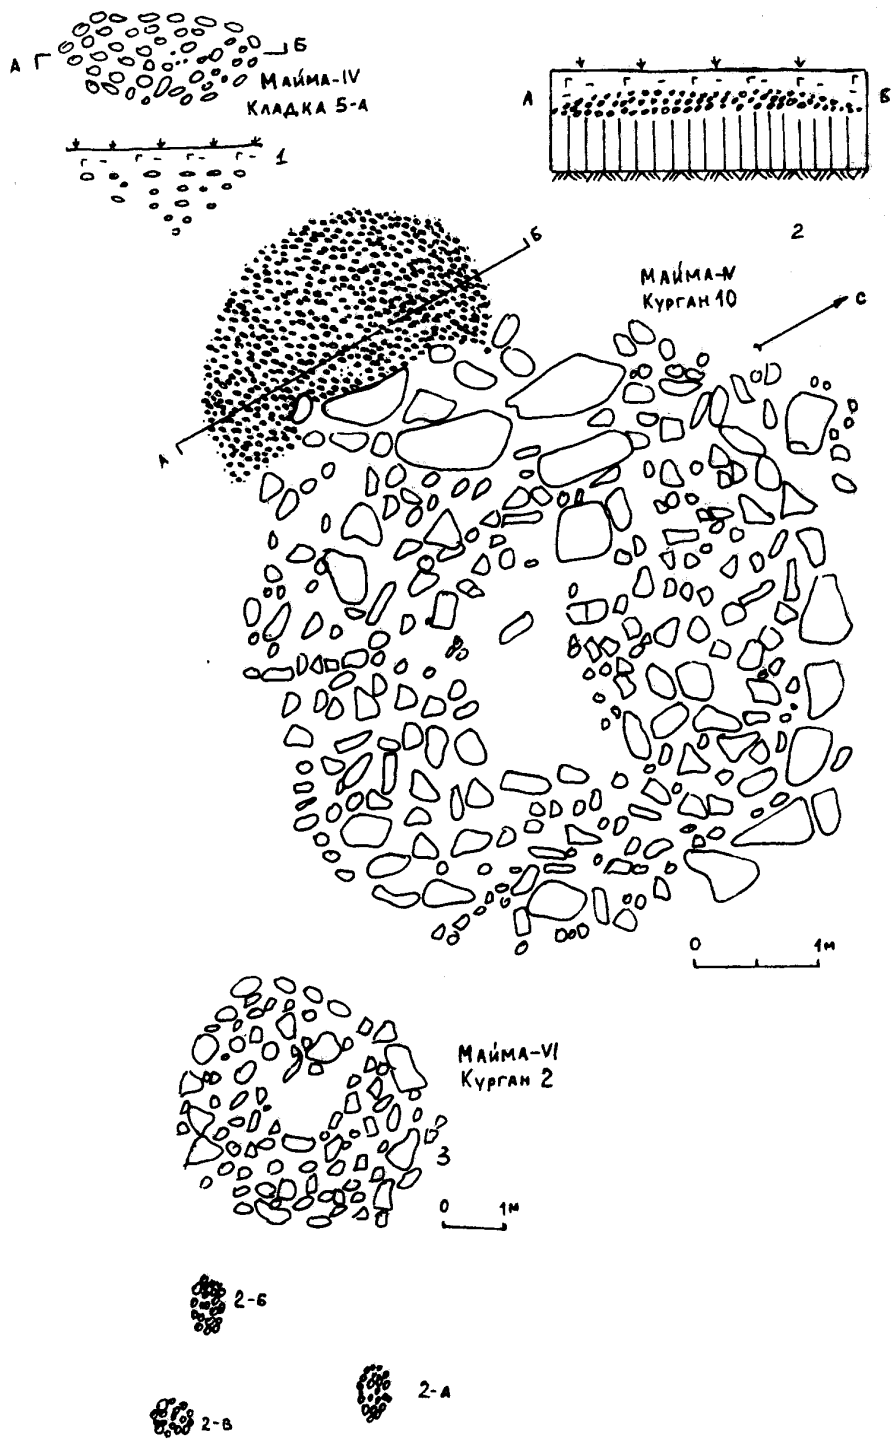 А Б
МАЙМА-IV
КЛАДКА 5-А
1
А Б
2
Б
МАЙМА-IV
Курган 10
С
А
0 1м
МАЙМА-VI
Курган 2
3
0 1м
2-Б
2-А
2-В